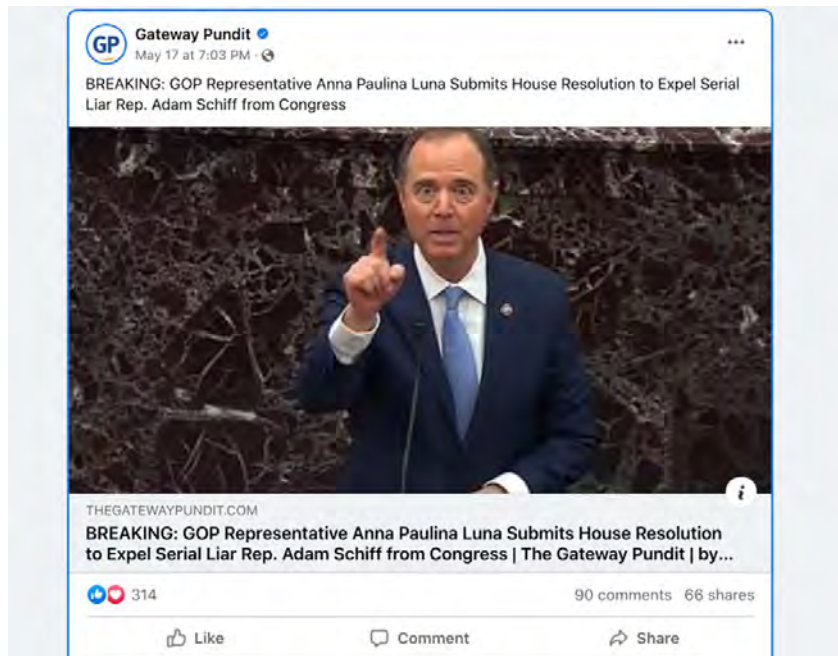 GP
Gateway Pundit
May 17 at 7:03 PM ·
BREAKING: GOP Representative Anna Paulina Luna Submits House Resolution to Expel Serial
Liar Rep. Adam Schiff from Congress
i
THEGATEWAYPUNDIT.COM
BREAKING: GOP Representative Anna Paulina Luna Submits House Resolution
to Expel Serial Liar Rep. Adam Schiff from Congress | The Gateway Pundit | by...
314 90 comments 66 shares
Like Comment Share